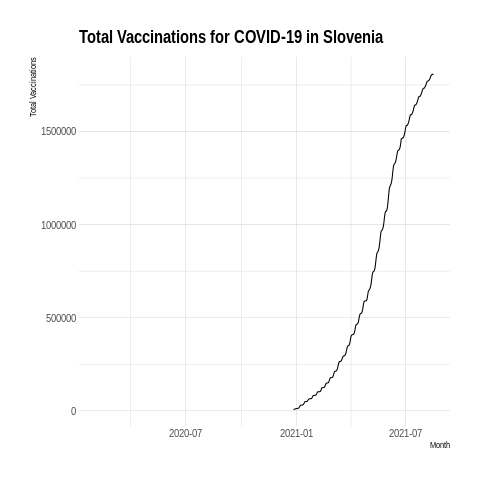 Total Vaccinations for COVID-19 in Slovenia
Total Vaccinations
1500000
1000000
500000
0
2020-07 2021-01 2021-07
Month